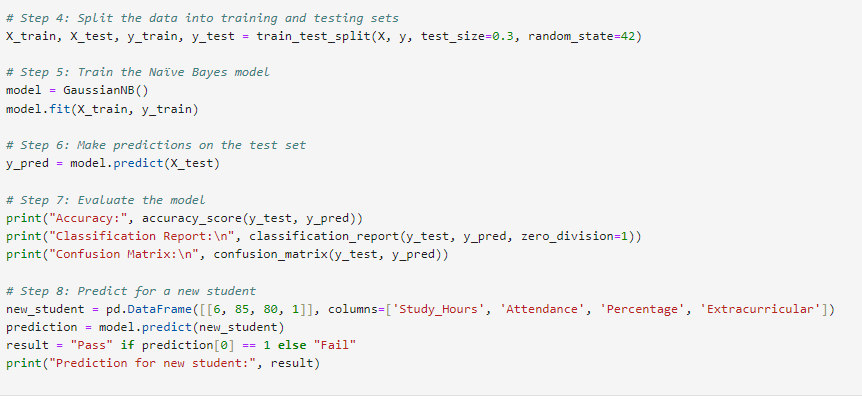 # Step 4: Split the data into training and testing sets
X_train, X_test, y_train, y_test = train_test_split(X, y, test_size=0.3, random_state=42)
# Step 5: Train the Naïve Bayes model
model = GaussianNB()
model.fit(X_train, y_train)
# Step 6: Make predictions on the test set
y_pred = model.predict(X_test)
# Step 7: Evaluate the model
print("Accuracy:", accuracy_score(y_test, y_pred))
print("Classification Report:\n", classification_report(y_test, y_pred, zero_division=1))
print("Confusion Matrix:\n", confusion_matrix(y_test, y_pred))
# Step 8: Predict for a new student
new_student = pd.DataFrame([[6, 85, 80, 1]], columns=['Study_Hours', 'Attendance', 'Percentage', 'Extracurricular'])
prediction = model.predict(new_student)
result = "Pass" if prediction[0] == 1 else "Fail"
print("Prediction for new student:", result)